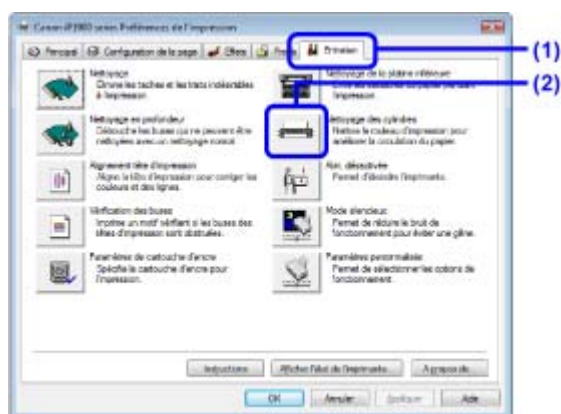 Canon iP1900 series Préférences de l'impression
Principal Configuration de la page Effets Profils Entretien
(1)
(2)
Nettoyage
Elimine les taches et les traits indésirables
à l'impression.
Nettoyage de la platine inférieure
l'impression.
Nettoyage en profondeur
Débouche les buses qui ne peuvent être
nettoyées avec un nettoyage normal.
Nettoyage des cylindres
Nettoie le rouleau d'impression pour
améliorer la circulation du papier.
Alignement tête d'impression
Aligne la tête d'impression pour corriger les
couleurs et des lignes.
Alim. désactivée
Permet d'éteindre l'imprimante.
Vérification des buses
Imprime un motif vérifiant si les buses des
têtes d'impression sont obstruées.
Mode silencieux
Permet de réduire le bruit de
fonctionnement pour éviter une gêne.
Paramètres de cartouche d'encre
Spécifie la cartouche d'encre pour
l'impression.
Paramètres personnalisés
Permet de sélectionner les options de
fonctionnement.
Instructions Afficher l'état de l'imprimante... A propos de...
OK Annuler Appliquer Aide